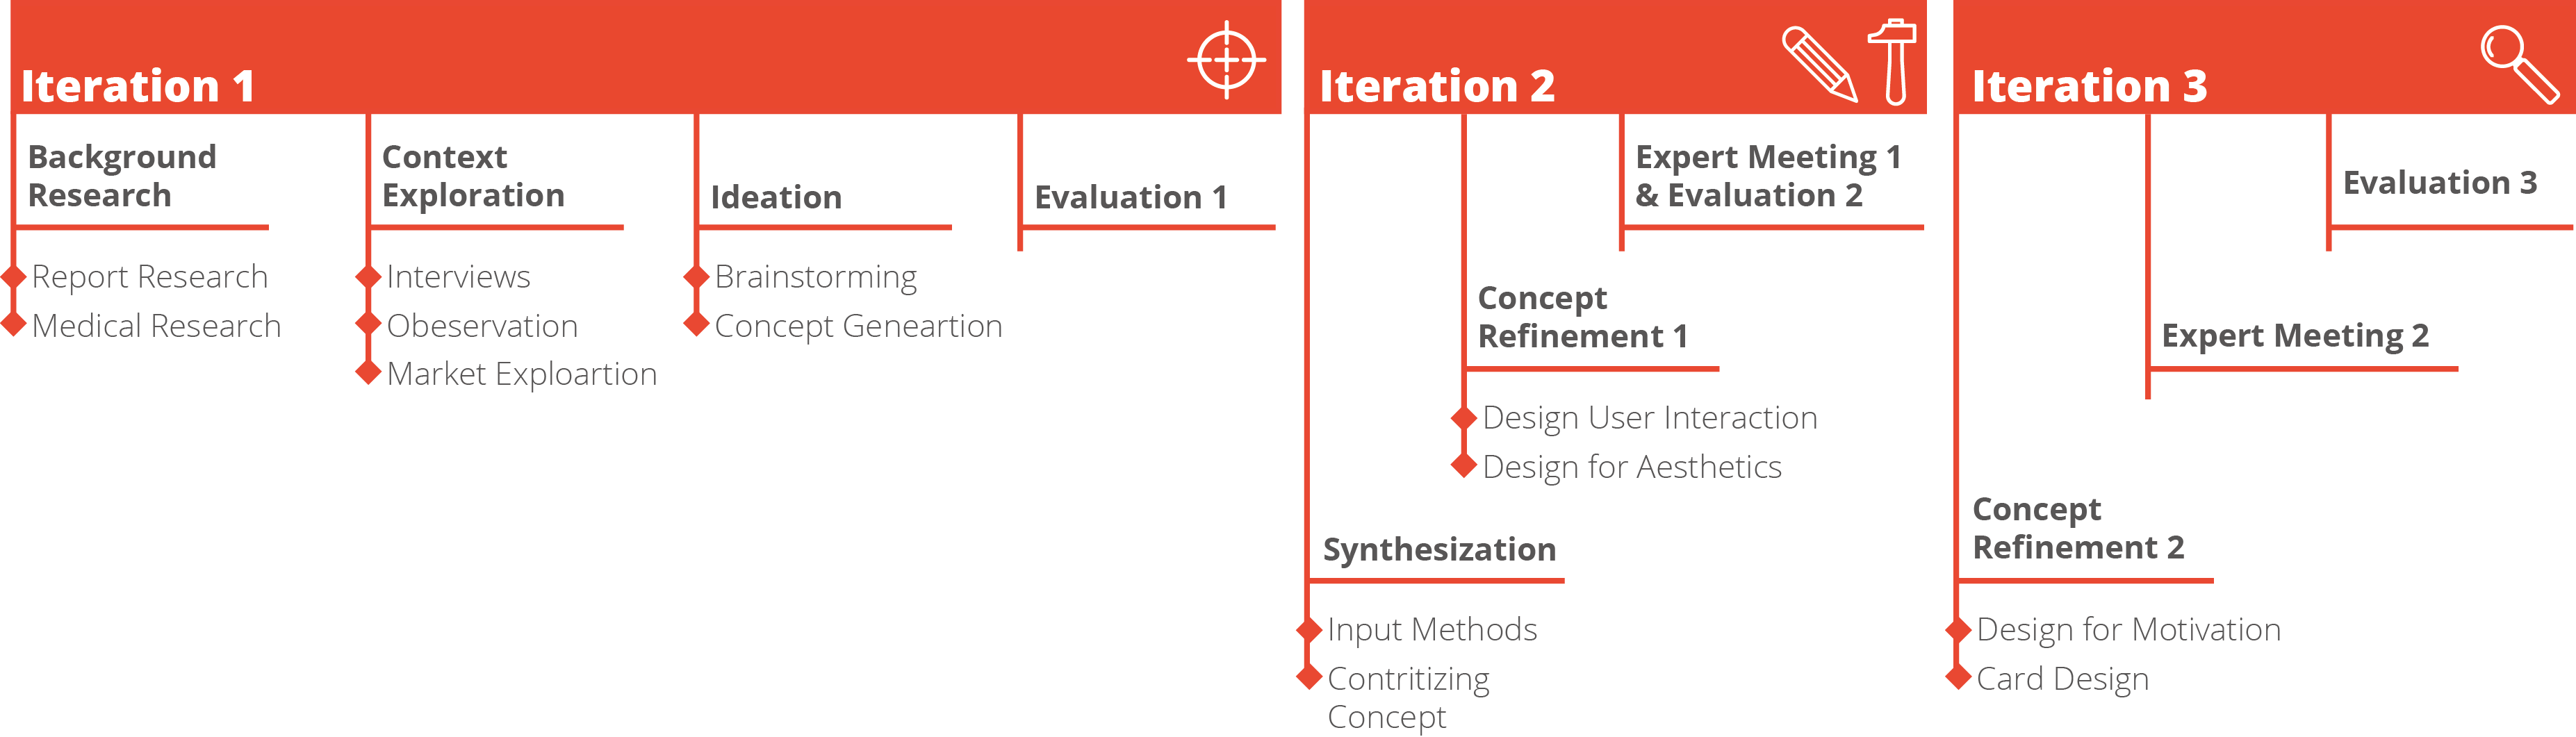 Iteration 1
Background
Research
Report Research
Medical Research
Context
Exploration
Interviews
Obeservation
Market Exploartion
Ideation
Brainstorming
Concept Geneartion
Evaluation 1
Iteration 2
Synthesization
Input Methods
Contritizing
Concept
Concept
Refinement 1
Design User Interaction
Design for Aesthetics
Expert Meeting 1
& Evaluation 2
Iteration 3
Concept
Refinement 2
Design for Motivation
Card Design
Expert Meeting 2
Evaluation 3